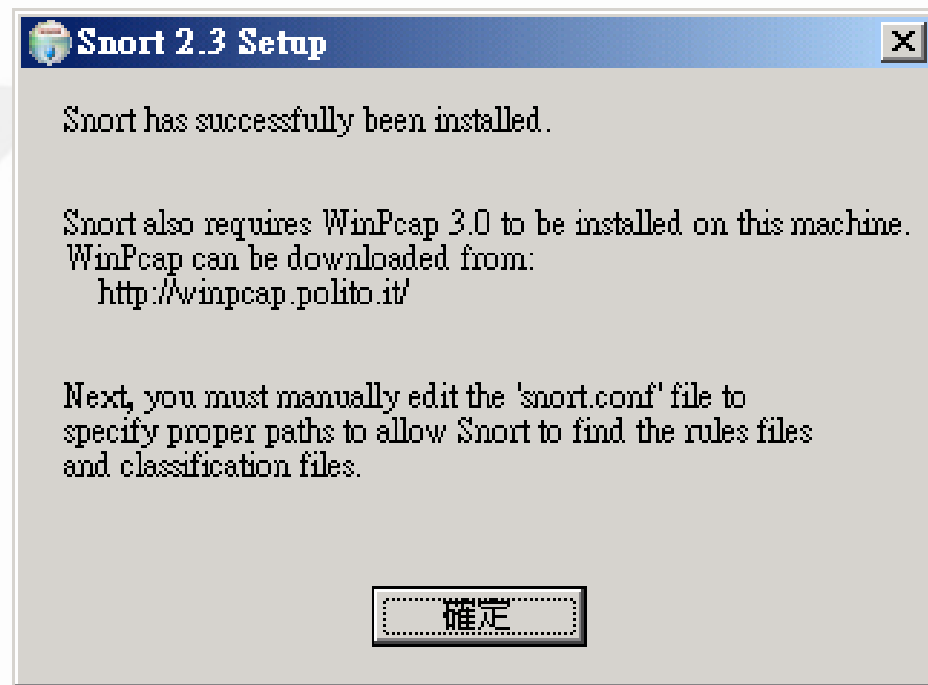 Snort 2.3 Setup
Snort has successfully been installed.
Snort also requires WinPcap 3.0 to be installed on this machine.
WinPcap can be downloaded from:
http://winpcap.polito.it/
Next, you must manually edit the 'snort.conf' file to
specify proper paths to allow Snort to find the rules files
and classification files.
確定